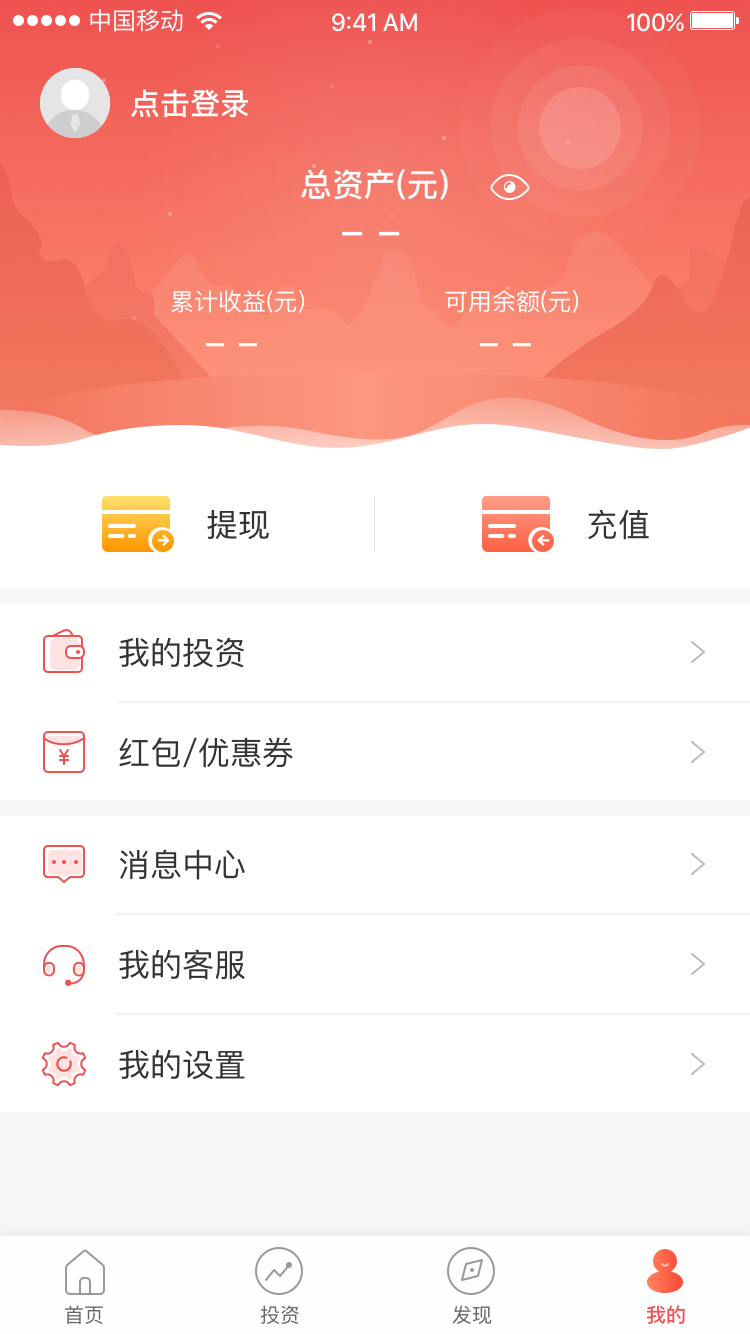 中国移动 9:41 AM 100%
点击登录
总资产(元)
– –
累计收益(元) 可用余额(元)
– – – –
提现 充值
我的投资
¥ 红包/优惠券
消息中心
我的客服
我的设置
首页 投资 发现 我的